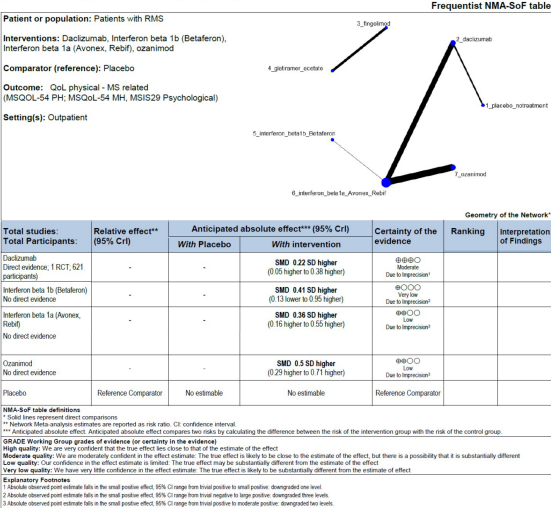 Frequentist NMA-SoF table
Patient or population: Patients with RMS
Interventions: Daclizumab, Interferon beta 1b (Betaferon),
Interferon beta 1a (Avonex, Rebif), ozanimod
Comparator (reference): Placebo
Outcome: QoL physical - MS related
(MSQOL-54 PH; MSQoL-54 MH, MSIS29 Psychological)
Setting(s): Outpatient
3_fingolimod
2_daclizumab
4_glatiramer_acetate
1_placebo_notreatment
5_interferon_beta1b_Betaferon
7_ozanimod
6_interferon_beta1a_Avonex_Rebif
Geometry of the Network*
Total studies:
Total Participants:
Relative effect**
(95% CrI)
Anticipated absolute effect*** (95% CrI)
With Placebo
With intervention
Certainty of the
evidence
Ranking
Interpretation
of Findings
Daclizumab
Direct evidence; 1 RCT; 621
participants)
-
-
SMD 0.22 SD higher
(0.05 higher to 0.38 higher)
⊕⊕⊕○
Moderate
Due to Imprecision¹
Interferon beta 1b (Betaferon)
No direct evidence
-
-
SMD 0.41 SD higher
(0.13 lower to 0.95 higher)
⊕○○○
Very low
Due to Imprecision²
Interferon beta 1a (Avonex,
Rebif)
No direct evidence
-
-
SMD 0.36 SD higher
(0.16 higher to 0.55 higher)
⊕⊕○○
Low
Due to Imprecision³
Ozanimod
No direct evidence
-
-
SMD 0.5 SD higher
(0.29 higher to 0.71 higher)
⊕⊕○○
Low
Due to Imprecision³
Placebo
Reference Comparator
No estimable
No estimable
Reference Comparator
NMA-SoF table definitions
* Solid lines represent direct comparisons
** Network Meta-analysis estimates are reported as risk ratio. CI: confidence interval.
*** Anticipated absolute effect. Anticipated absolute effect compares two risks by calculating the difference between the risk of the intervention group with the risk of the control group.
GRADE Working Group grades of evidence (or certainty in the evidence)
High quality: We are very confident that the true effect lies close to that of the estimate of the effect
Moderate quality: We are moderately confident in the effect estimate: The true effect is likely to be close to the estimate of the effect, but there is a possibility that it is substantially different
Low quality: Our confidence in the effect estimate is limited: The true effect may be substantially different from the estimate of the effect
Very low quality: We have very little confidence in the effect estimate: The true effect is likely to be substantially different from the estimate of effect
Explanatory Footnotes
1 Absolute observed point estimate falls in the small positive effect, 95% CI range from trivial positive to small positive: downgraded one level.
2 Absolute observed point estimate falls in the small positive effect, 95% CI range from trivial negative to large positive; downgraded three levels.
3 Absolute observed point estimate falls in the small positive effect, 95% CI range from trivial positive to moderate positive; downgraded two levels.